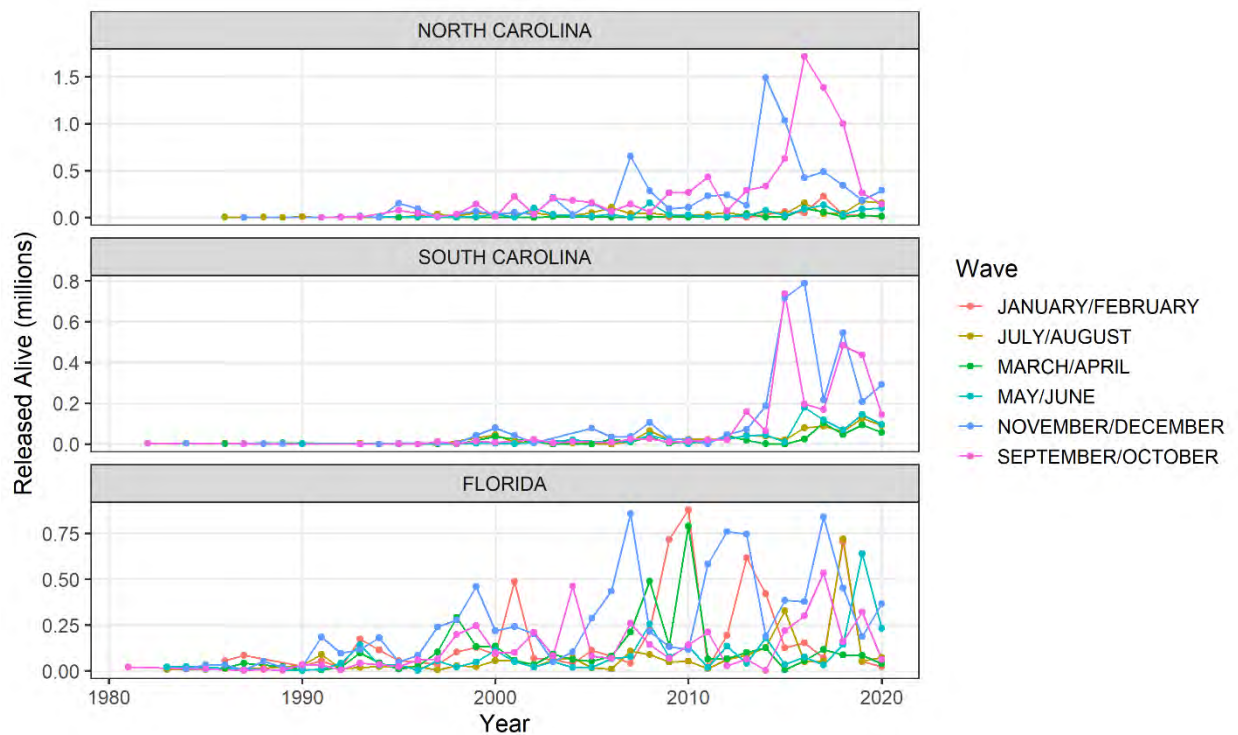 NORTH CAROLINA
1.5
1.0
0.5
0.0
SOUTH CAROLINA
0.8
0.6
0.4
0.2
0.0
FLORIDA
0.75
0.50
0.25
0.00
1980 1990 2000 2010 2020
Year
Released Alive (millions)
Wave
JANUARY/FEBRUARY
JULY/AUGUST
MARCH/APRIL
MAY/JUNE
NOVEMBER/DECEMBER
SEPTEMBER/OCTOBER